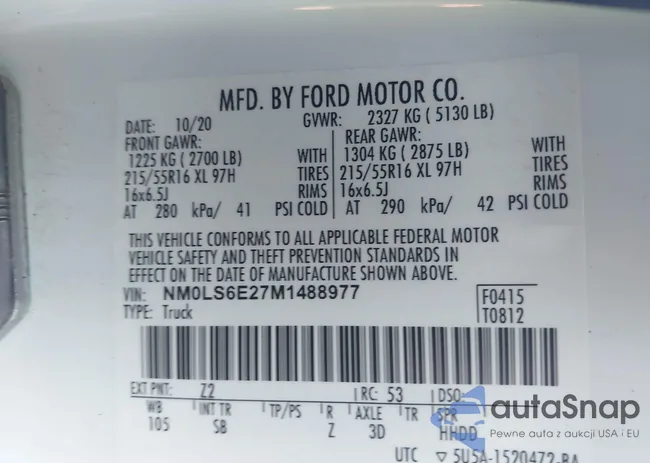 MFD. BY FORD MOTOR CO.
DATE: 10/20 GVWR: 2327 KG ( 5130 LB)
FRONT GAWR: REAR GAWR:
1225 KG ( 2700 LB) WITH 1304 KG ( 2875 LB) WITH
215/55R16 XL 97H TIRES 215/55R16 XL 97H TIRES
16x6.5J RIMS 16x6.5J RIMS
AT 280 kPa/ 41 PSI COLD AT 290 kPa/ 42 PSI COLD
THIS VEHICLE CONFORMS TO ALL APPLICABLE FEDERAL MOTOR
VEHICLE SAFETY AND THEFT PREVENTION STANDARDS IN
EFFECT ON THE DATE OF MANUFACTURE SHOWN ABOVE.
VIN: NM0LS6E27M1488977 F0415
TYPE: Truck T0812
EXT PNT: Z2 RC: 53 DSO:
WB INT TR TP/PS R AXLE TR SPR
105 SB Z 3D HHDD
UTC ▽ 5U5A-1520472-BA
autaSnap
Pewne auta z aukcji USA i EU